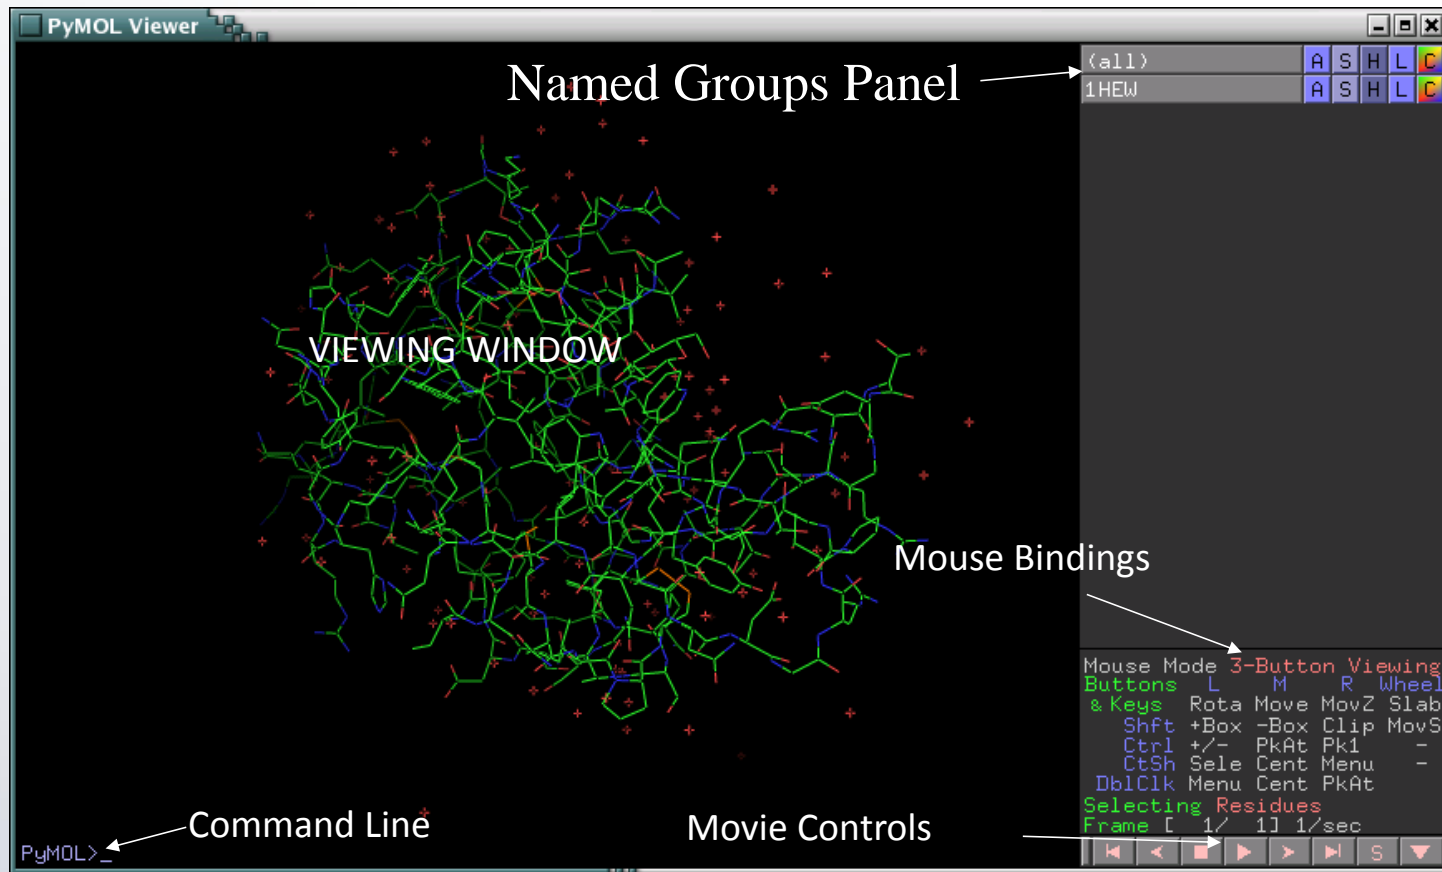 PyMOL Viewer
Named Groups Panel
(all) A S H L C
1HEW A S H L C
VIEWING WINDOW
Mouse Bindings
Mouse Mode 3-Button Viewing
Buttons L M R Wheel
& Keys Rota Move MovZ Slab
Shft +Box -Box Clip MovS
Ctrl +/- PkAt Pk1 -
CtSh Sele Cent Menu -
DblClk Menu Cent PkAt
Selecting Residues
Frame [ 1/ 1] 1/sec
Command Line
Movie Controls
PyMOL>_
S